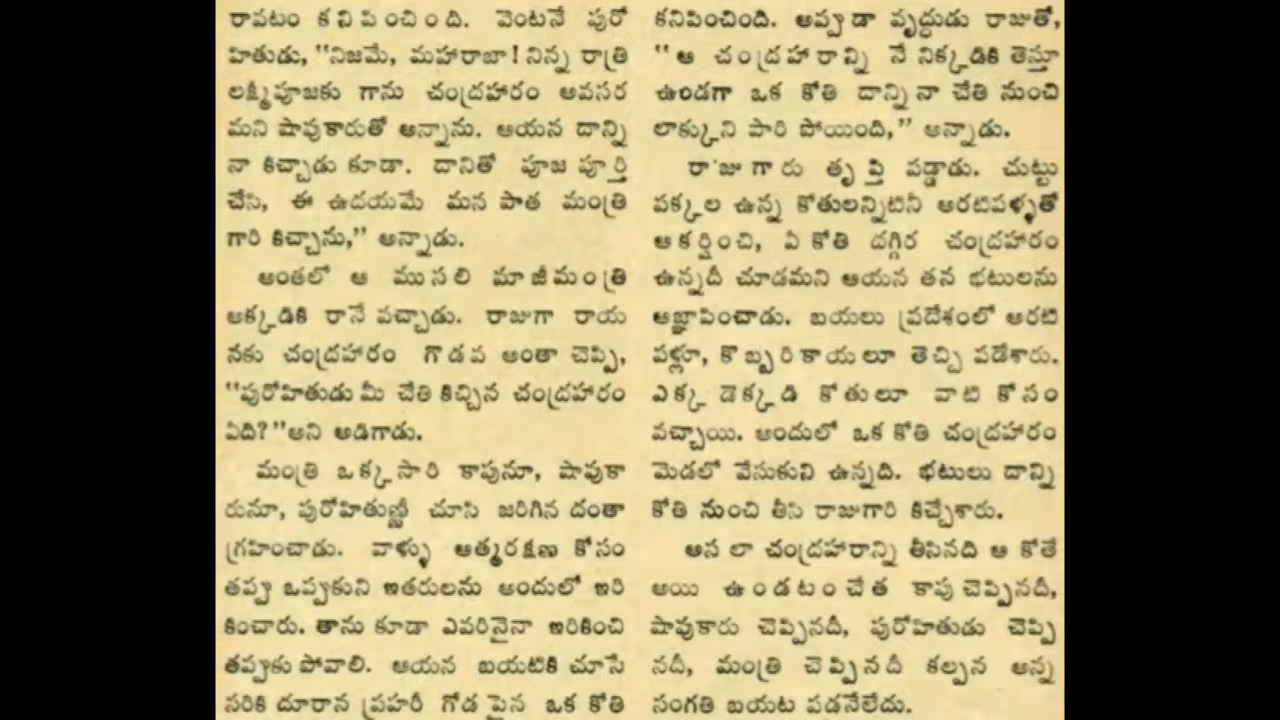 రావటం కనిపించింది. వెంటనే పురో
హితుడు, “నిజమే, మహారాజా! నిన్న రాత్రి
లక్ష్మిపూజకు గాను చంద్రహారం అవసర
మని షావుకారుతో అన్నాను. ఆయన దాన్ని
నా కిచ్చాడు కూడా. దానితో పూజ పూర్తి
చేసి, ఈ ఉదయమే మన పాత మంత్రి
గారి కిచ్చాను,” అన్నాడు.
అంతలో ఆ ముసలి మాజీమంత్రి
అక్కడికి రానే వచ్చాడు. రాజుగా రాయ
నకు చంద్రహారం గొడవ అంతా చెప్పి,
“పురోహితుడు మీ చేతి కిచ్చిన చంద్రహారం
ఏది?” అని అడిగాడు.
మంత్రి ఒక్కసారి కాపునూ, షావుకా
రునూ, పురోహితుణ్ణీ చూసి జరిగిన దంతా
గ్రహించాడు. వాళ్ళు ఆత్మరక్షణ కోసం
తప్పు ఒప్పుకుని ఇతరులను అందులో ఇరి
కించారు. తాను కూడా ఎవరినైనా ఇరికించి
తప్పుకు పోవాలి. ఆయన బయటికి చూసే
సరికి దూరాన ప్రహరీ గోడ పైన ఒక కోతి
కనిపించింది. అప్పుడా వృద్ధుడు రాజుతో,
“ఆ చంద్రహారాన్ని నే నిక్కడికి తెస్తూ
ఉండగా ఒక కోతి దాన్ని నా చేతి నుంచి
లాక్కుని పారి పోయింది,” అన్నాడు.
రాజుగారు తృప్తి పడ్డాడు. చుట్టు
పక్కల ఉన్న కోతులన్నిటినీ అరటిపళ్ళతో
ఆకర్షించి, ఏ కోతి దగ్గిర చంద్రహారం
ఉన్నదీ చూడమని ఆయన తన భటులను
ఆజ్ఞాపించాడు. బయలు ప్రదేశంలో అరటి
పళ్లూ, కొబ్బరికాయలూ తెచ్చి పడేశారు.
ఎక్క డెక్కడి కోతులూ వాటి కోసం
వచ్చాయి. అందులో ఒక కోతి చంద్రహారం
మెడలో వేసుకుని ఉన్నది. భటులు దాన్ని
కోతి నుంచి తీసి రాజుగారి కిచ్చేశారు.
అసలా చంద్రహారాన్ని తీసినది ఆ కోతే
అయి ఉండటంచేత కాపు చెప్పినదీ,
షావుకారు చెప్పినదీ, పురోహితుడు చెప్పి
నదీ, మంత్రి చెప్పినదీ కల్పన అన్న
సంగతి బయట పడనేలేదు.